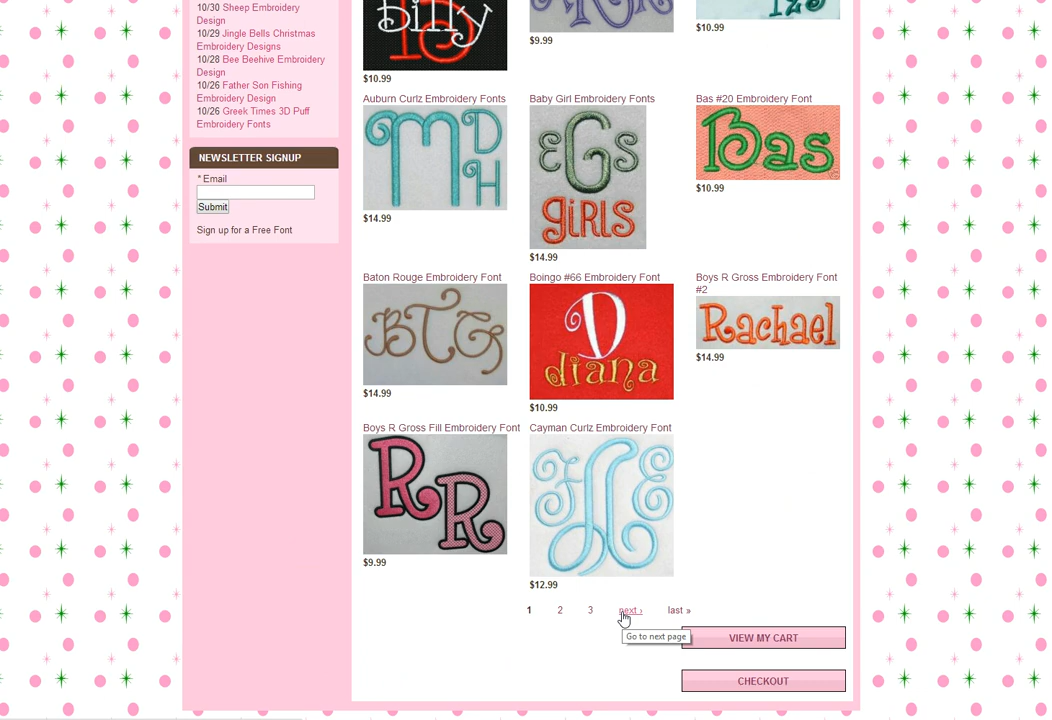 10/30 Sheep Embroidery
Design
10/29 Jingle Bells Christmas
Embroidery Designs
10/28 Bee Beehive Embroidery
Design
10/26 Father Son Fishing
Embroidery Design
10/26 Greek Times 3D Puff
Embroidery Fonts
NEWSLETTER SIGNUP
* Email
Submit
Sign up for a Free Font
Billy
$10.99
$9.99
$10.99
Auburn Curlz Embroidery Fonts
M D
H
$14.99
Baby Girl Embroidery Fonts
EGS
GIRLS
$14.99
Bas #20 Embroidery Font
Bas
$10.99
Baton Rouge Embroidery Font
BTG
$14.99
Boingo #66 Embroidery Font
D
diana
$10.99
Boys R Gross Embroidery Font
#2
Rachael
$14.99
Boys R Gross Fill Embroidery Font
R R
$9.99
Cayman Curlz Embroidery Font
$12.99
1 2 3 next › last »
Go to next page
VIEW MY CART
CHECKOUT